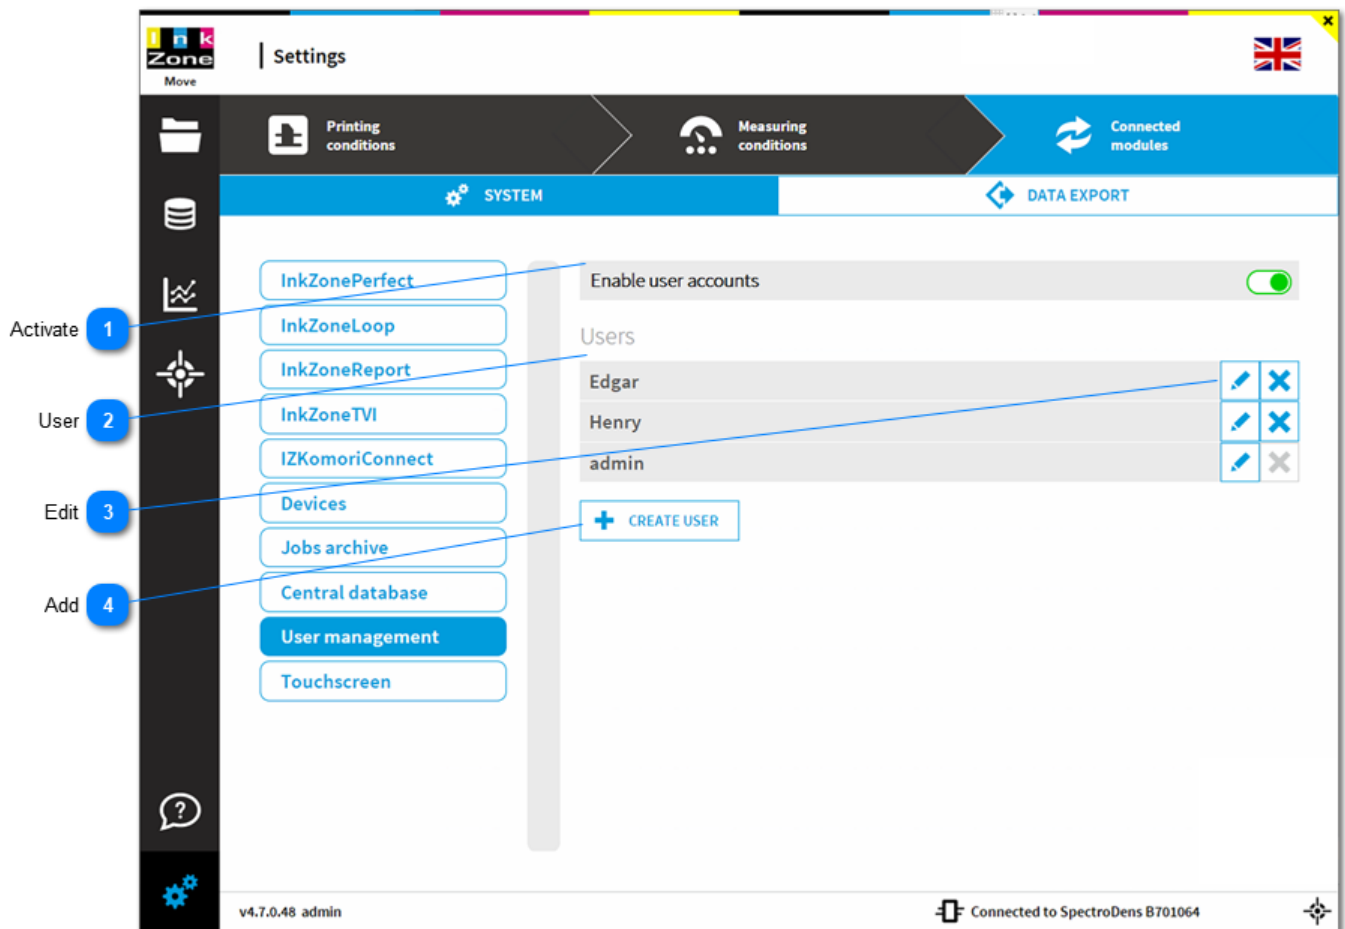 Ink
Zone
Move
Settings
Printing
conditions
Measuring
conditions
Connected
modules
SYSTEM
DATA EXPORT
InkZonePerfect
InkZoneLoop
InkZoneReport
InkZoneTVI
IZKomoriConnect
Devices
Jobs archive
Central database
User management
Touchscreen
Enable user accounts
Users
Edgar
Henry
admin
CREATE USER
Activate 1
User 2
Edit 3
Add 4
?
v4.7.0.48 admin
Connected to SpectroDens B701064